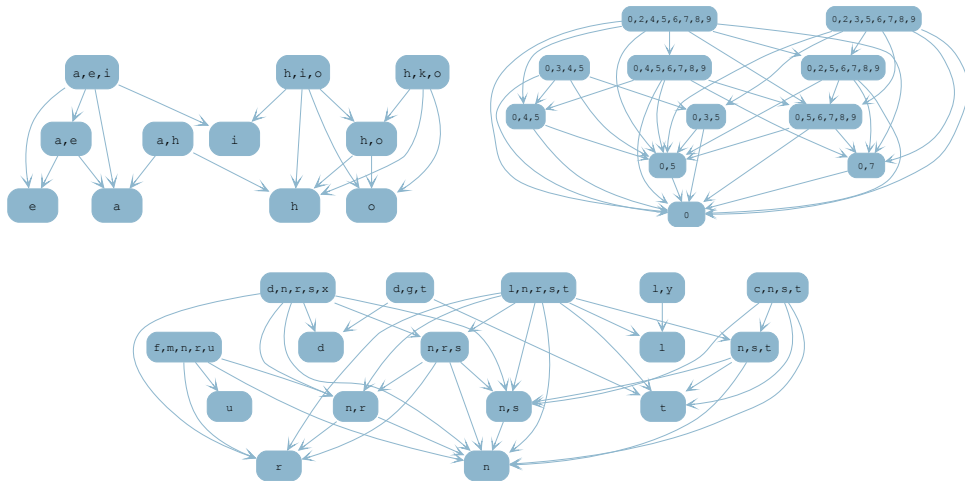 a,e,i
h,i,o
h,k,o
a,e
a,h
i
h,o
e
a
h
o
0,2,4,5,6,7,8,9
0,2,3,5,6,7,8,9
0,3,4,5
0,4,5,6,7,8,9
0,2,5,6,7,8,9
0,4,5
0,3,5
0,5,6,7,8,9
0,5
0,7
0
d,n,r,s,x
d,g,t
l,n,r,s,t
l,y
c,n,s,t
f,m,n,r,u
d
n,r,s
l
n,s,t
u
n,r
n,s
t
r
n